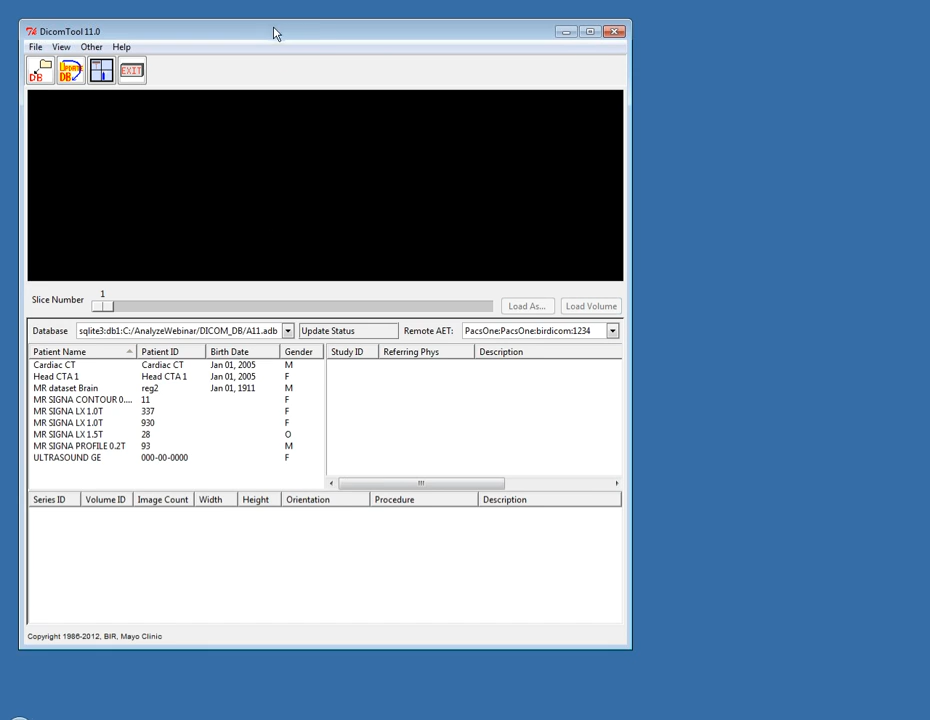 DicomTool 11.0
File View Other Help
DB UPDATE DB EXIT
1
Slice Number Load As... Load Volume
Database sqlite3:db1:C:/AnalyzeWebinar/DICOM_DB/A11.adb Update Status Remote AET: PacsOne:PacsOne:birdicom:1234
Patient Name Patient ID Birth Date Gender Study ID Referring Phys Description
Cardiac CT Cardiac CT Jan 01, 2005 M
Head CTA 1 Head CTA 1 Jan 01, 2005 F
MR dataset Brain reg2 Jan 01, 1911 M
MR SIGNA CONTOUR 0.... 11 F
MR SIGNA LX 1.0T 337 F
MR SIGNA LX 1.0T 930 F
MR SIGNA LX 1.5T 28 O
MR SIGNA PROFILE 0.2T 93 M
ULTRASOUND GE 000-00-0000 F
Series ID Volume ID Image Count Width Height Orientation Procedure Description
Copyright 1986-2012, BIR, Mayo Clinic